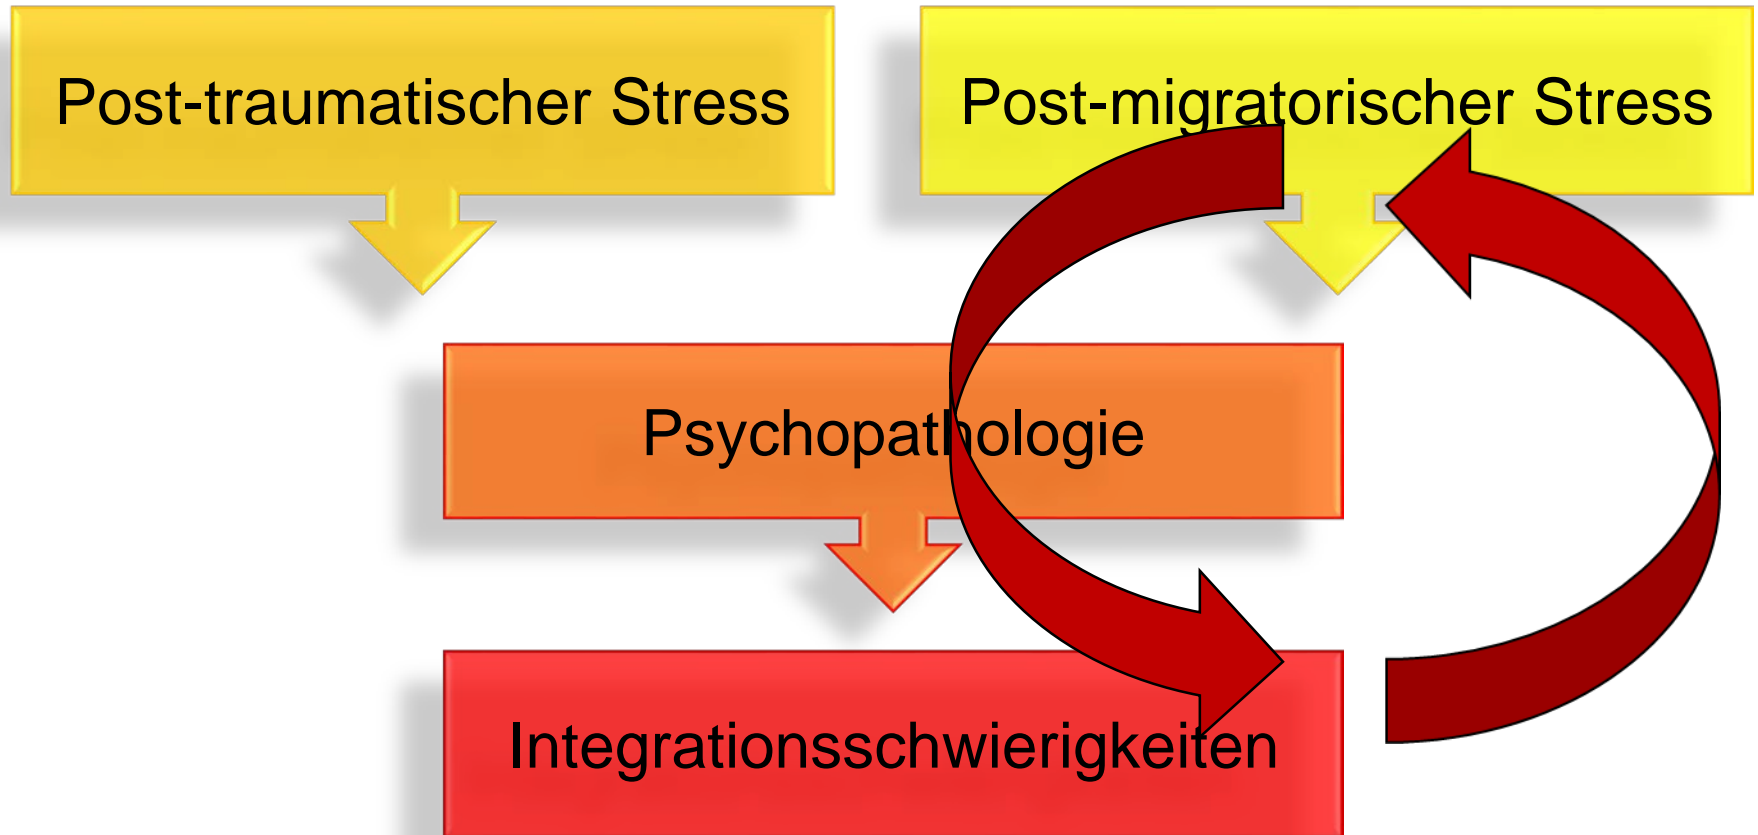 Post-traumatischer Stress
Post-migratorischer Stress
Psychopathologie
Integrationsschwierigkeiten